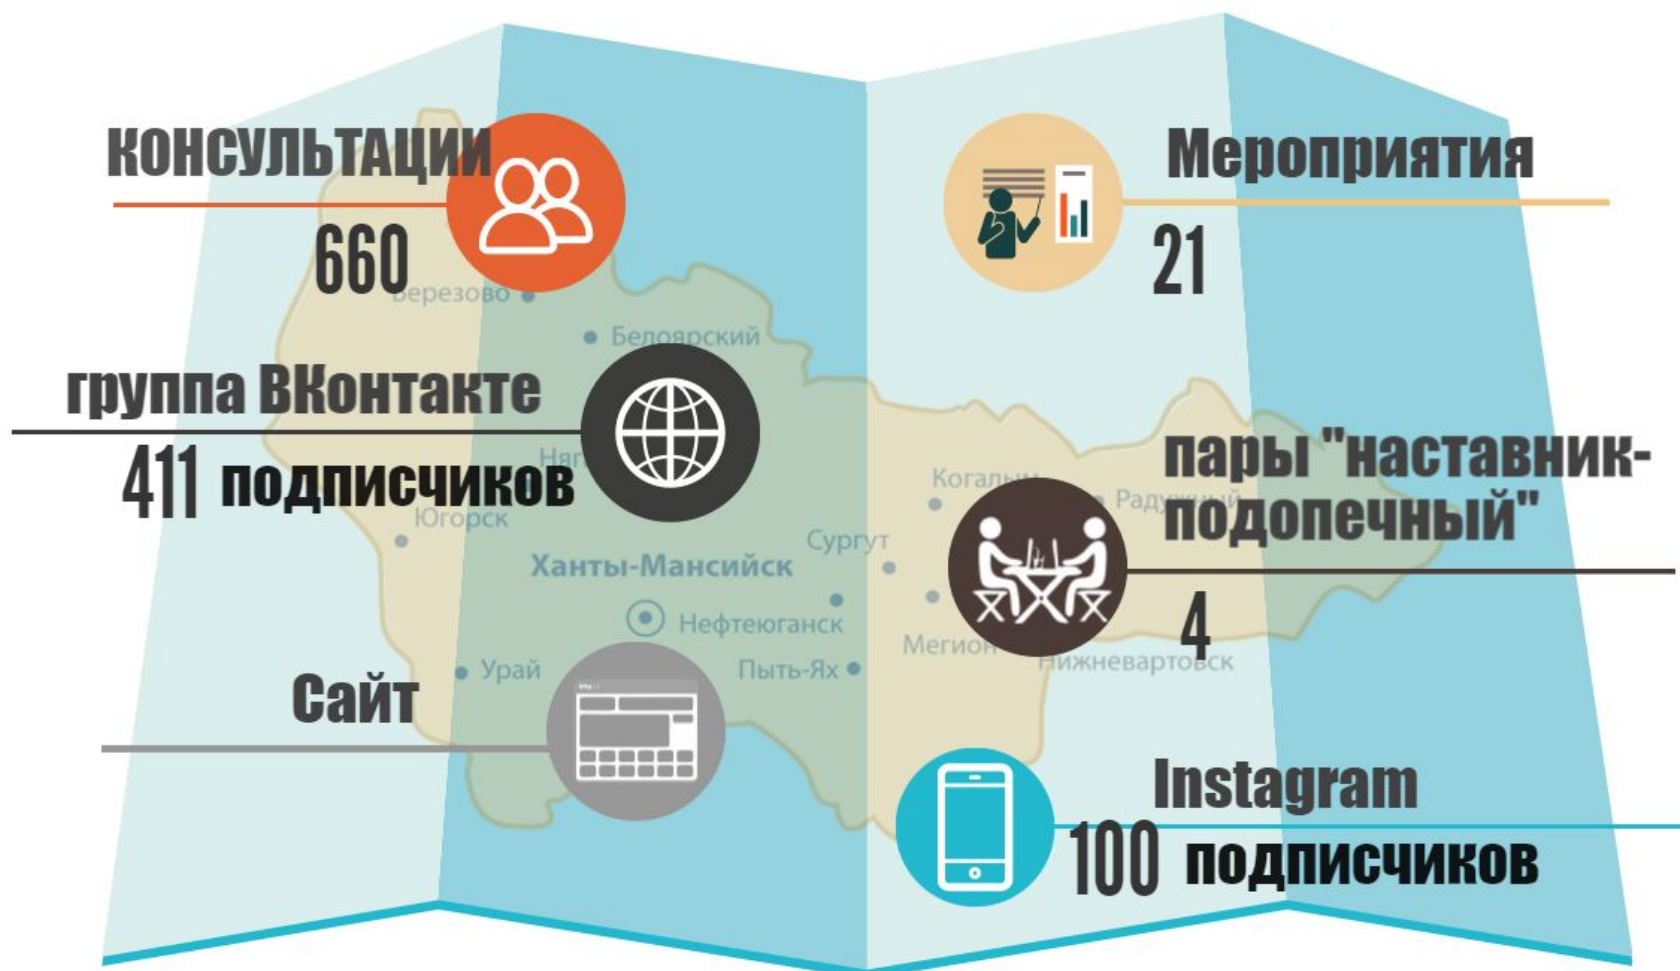 КОНСУЛЬТАЦИИ
660
Мероприятия
21
Березово
Белоярский
группа ВКонтакте
411 подписчиков
пары "наставник-
подопечный"
4
Когалым
Радужный
Югорск
Сургут
Ханты-Мансийск
Нефтеюганск
Мегион
Нижневартовск
Урай
Пыть-Ях
Сайт
Instagram
100 подписчиков